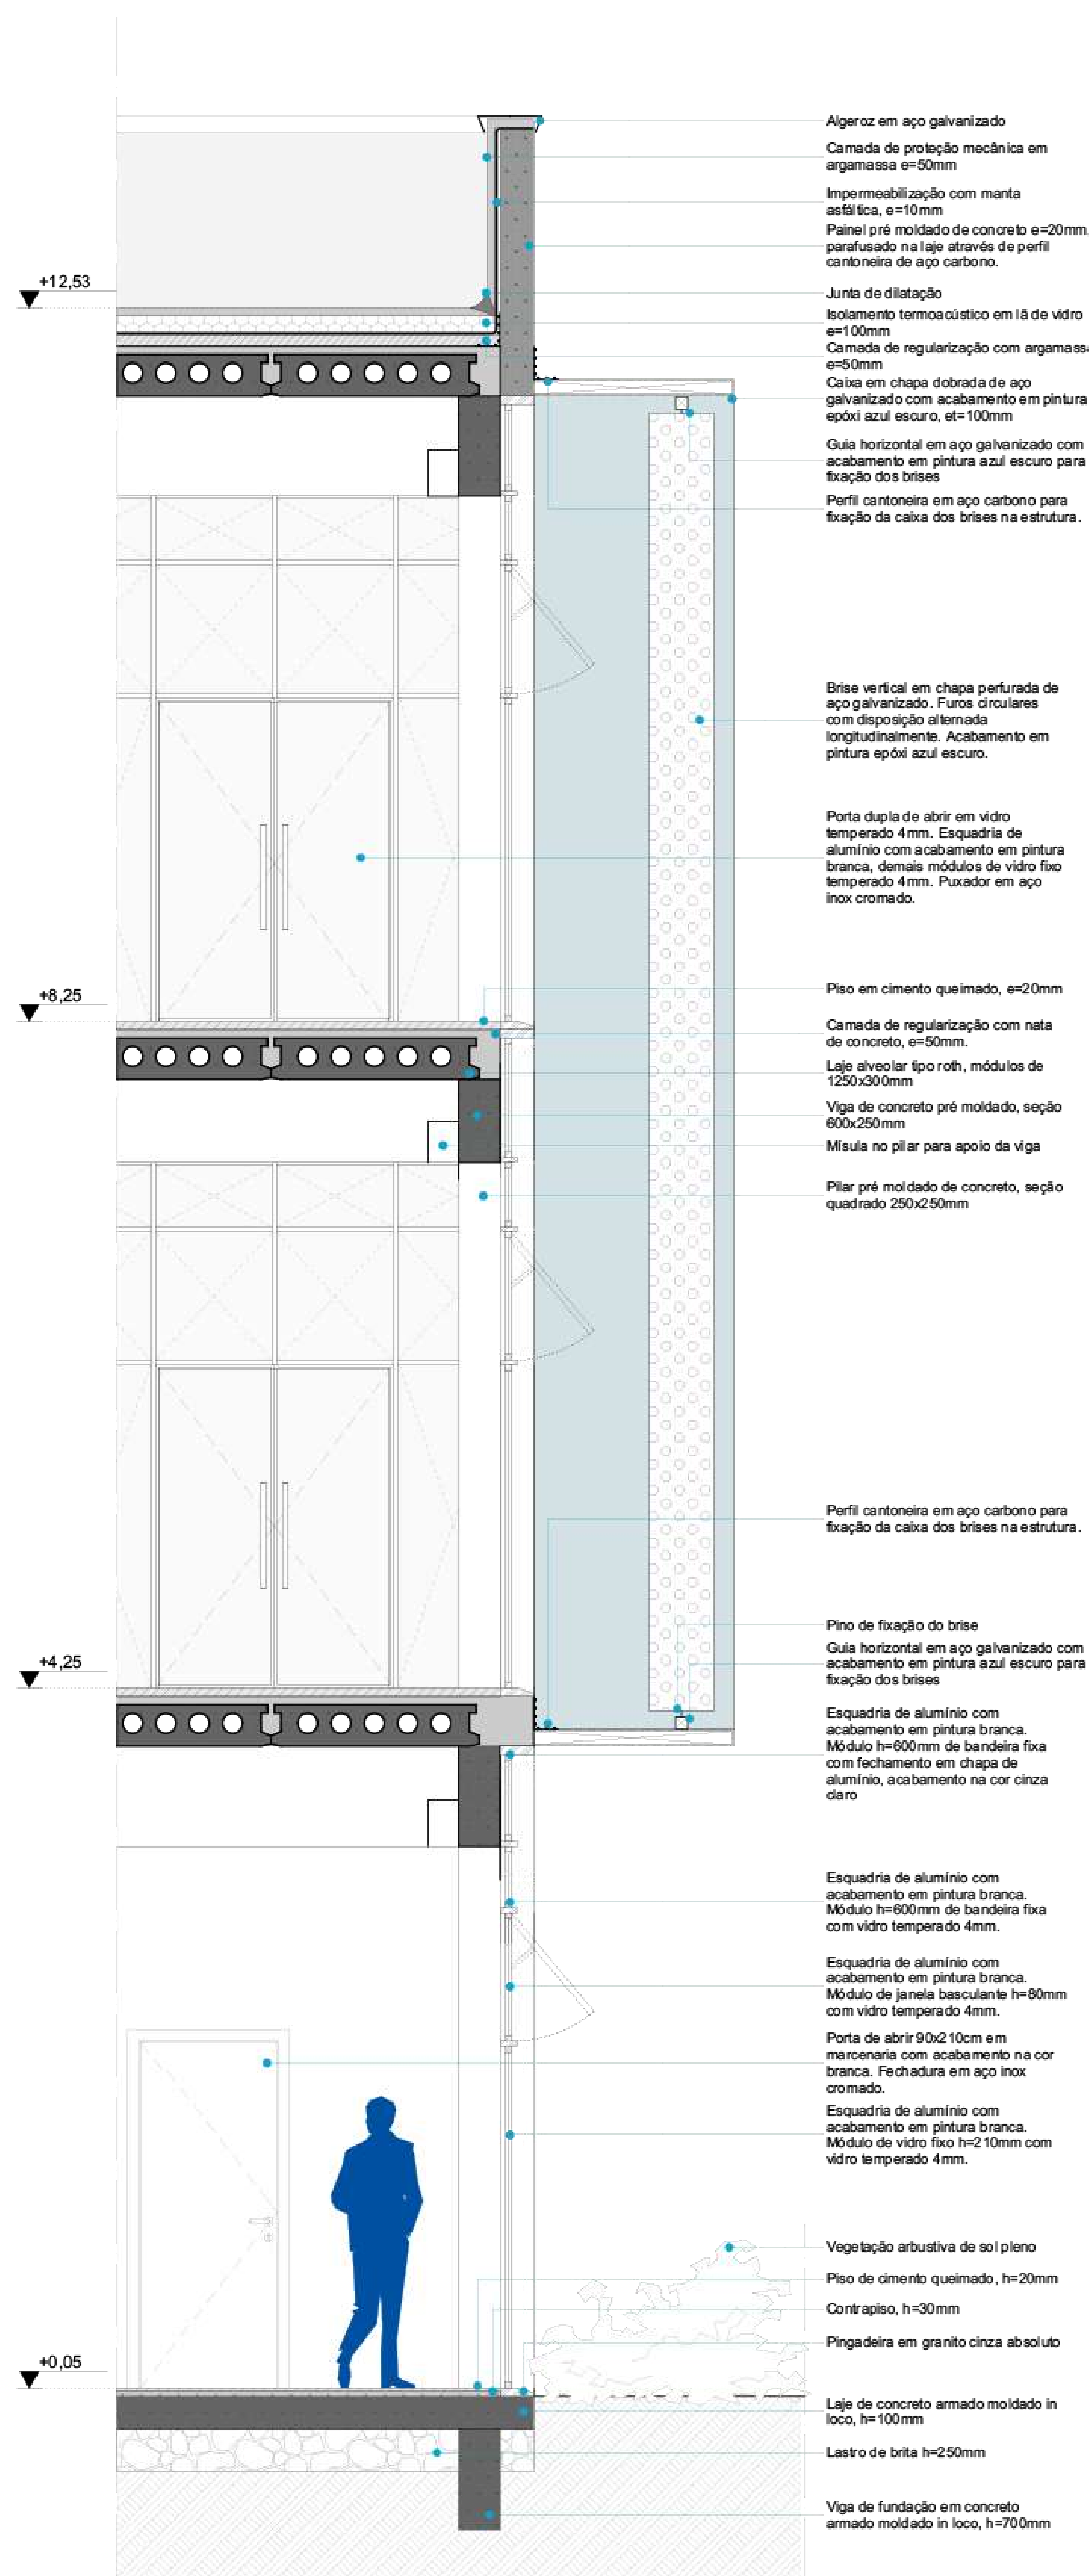 Algeroz em aço galvanizado
Camada de proteção mecânica em
argamassa e=50mm
Impermeabilização com manta
asfáltica, e=10mm
Painel pré moldado de concreto e=20mm,
parafusado na laje através de perfil
cantoneira de aço carbono.
+12,53
Junta de dilatação
Isolamento termoacústico em lã de vidro
e=100mm
Camada de regularização com argamassa
e=50mm
Caixa em chapa dobrada de aço
galvanizado com acabamento em pintura
epóxi azul escuro, et=100mm
Guia horizontal em aço galvanizado com
acabamento em pintura azul escuro para
fixação dos brises
Perfil cantoneira em aço carbono para
fixação da caixa dos brises na estrutura.
Brise vertical em chapa perfurada de
aço galvanizado. Furos circulares
com disposição alternada
longitudinalmente. Acabamento em
pintura epóxi azul escuro.
Porta dupla de abrir em vidro
temperado 4mm. Esquadria de
alumínio com acabamento em pintura
branca, demais módulos de vidro fixo
temperado 4mm. Puxador em aço
inox cromado.
+8,25
Piso em cimento queimado, e=20mm
Camada de regularização com nata
de concreto, e=50mm.
Laje alveolar tipo roth, módulos de
1250x300mm
Viga de concreto pré moldado, seção
600x250mm
Mísula no pilar para apoio da viga
Pilar pré moldado de concreto, seção
quadrado 250x250mm
Perfil cantoneira em aço carbono para
fixação da caixa dos brises na estrutura.
Pino de fixação do brise
Guia horizontal em aço galvanizado com
acabamento em pintura azul escuro para
fixação dos brises
+4,25
Esquadria de alumínio com
acabamento em pintura branca.
Módulo h=600mm de bandeira fixa
com fechamento em chapa de
alumínio, acabamento na cor cinza
claro
Esquadria de alumínio com
acabamento em pintura branca.
Módulo h=600mm de bandeira fixa
com vidro temperado 4mm.
Esquadria de alumínio com
acabamento em pintura branca.
Módulo de janela basculante h=80mm
com vidro temperado 4mm.
Porta de abrir 90x210cm em
marcenaria com acabamento na cor
branca. Fechadura em aço inox
cromado.
Esquadria de alumínio com
acabamento em pintura branca.
Módulo de vidro fixo h=210mm com
vidro temperado 4mm.
Vegetação arbustiva de sol pleno
Piso de cimento queimado, h=20mm
Contrapiso, h=30mm
Pingadeira em granito cinza absoluto
+0,05
Laje de concreto armado moldado in
loco, h=100mm
Lastro de brita h=250mm
Viga de fundação em concreto
armado moldado in loco, h=700mm